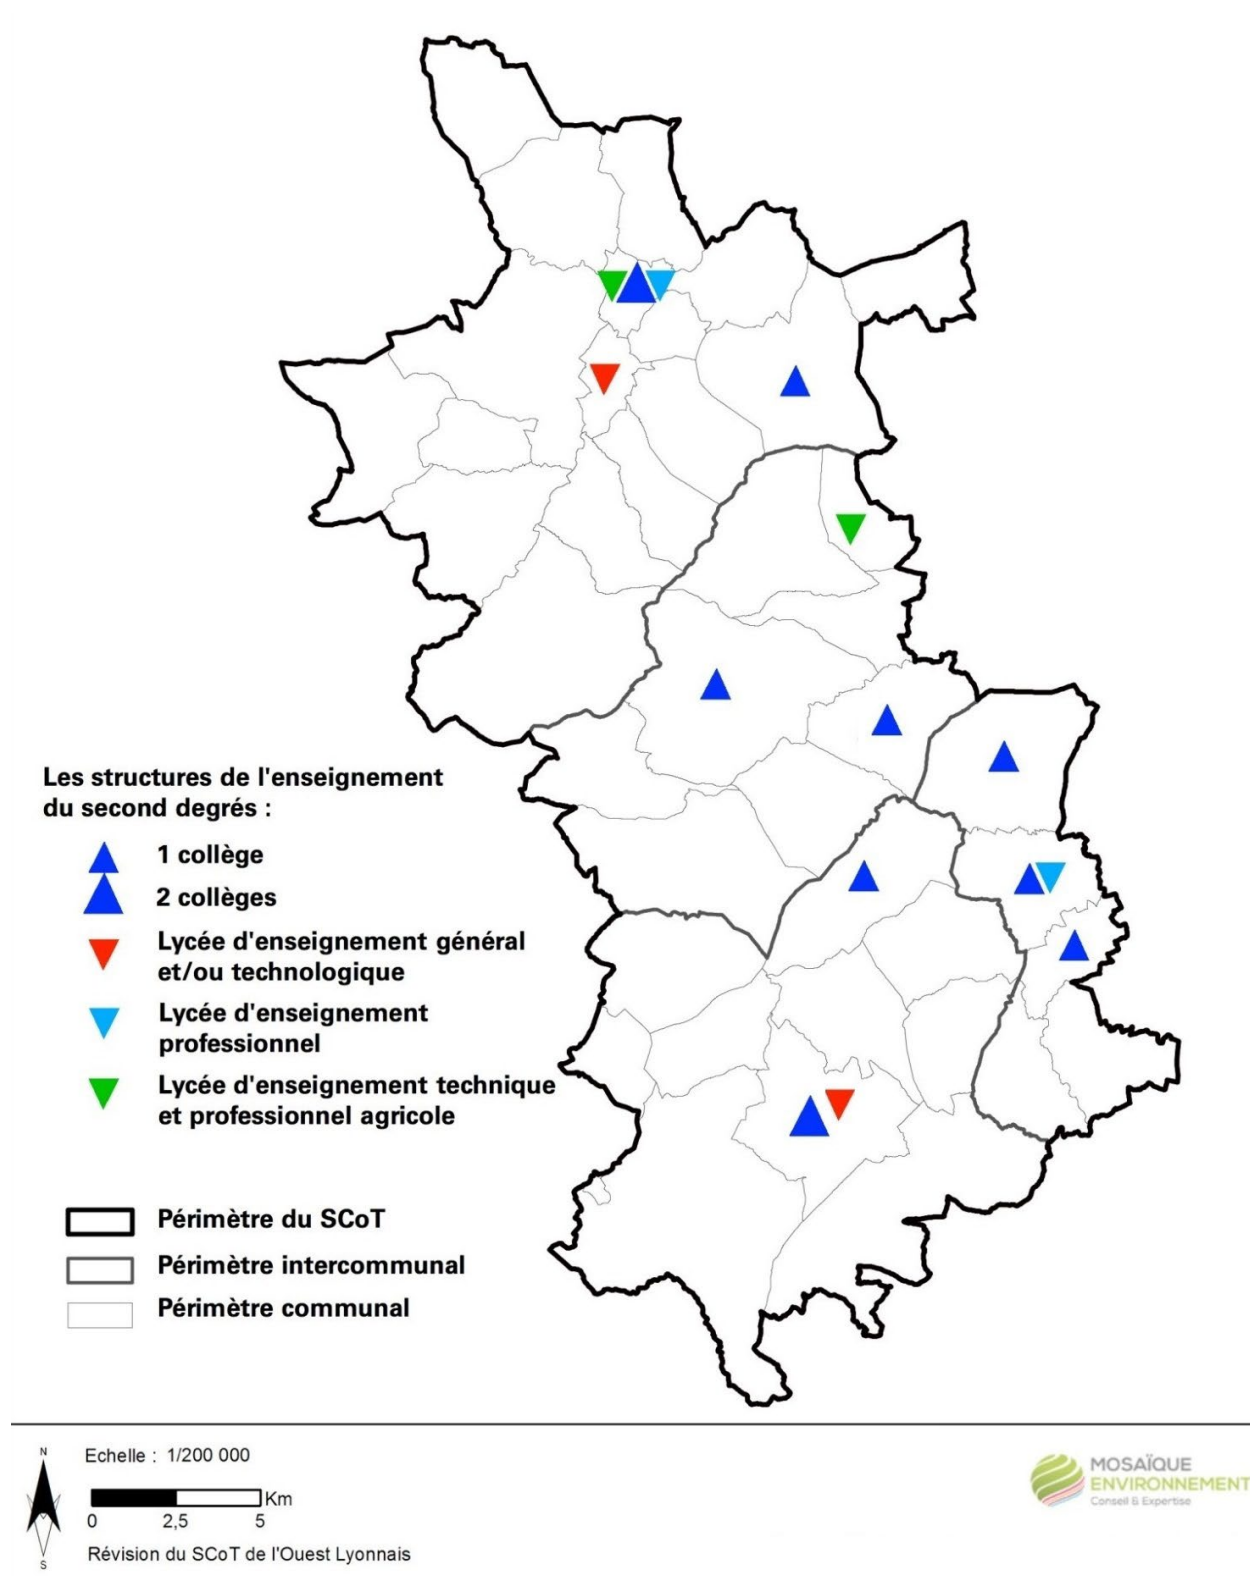 Les structures de l'enseignement
du second degrés :
1 collège
2 collèges
Lycée d'enseignement général
et/ou technologique
Lycée d'enseignement
professionnel
Lycée d'enseignement technique
et professionnel agricole
Périmètre du SCoT
Périmètre intercommunal
Périmètre communal
N
S
Echelle : 1/200 000
Km
0 2,5 5
Révision du SCoT de l'Ouest Lyonnais
MOSAÏQUE
ENVIRONNEMENT
Conseil & Expertise